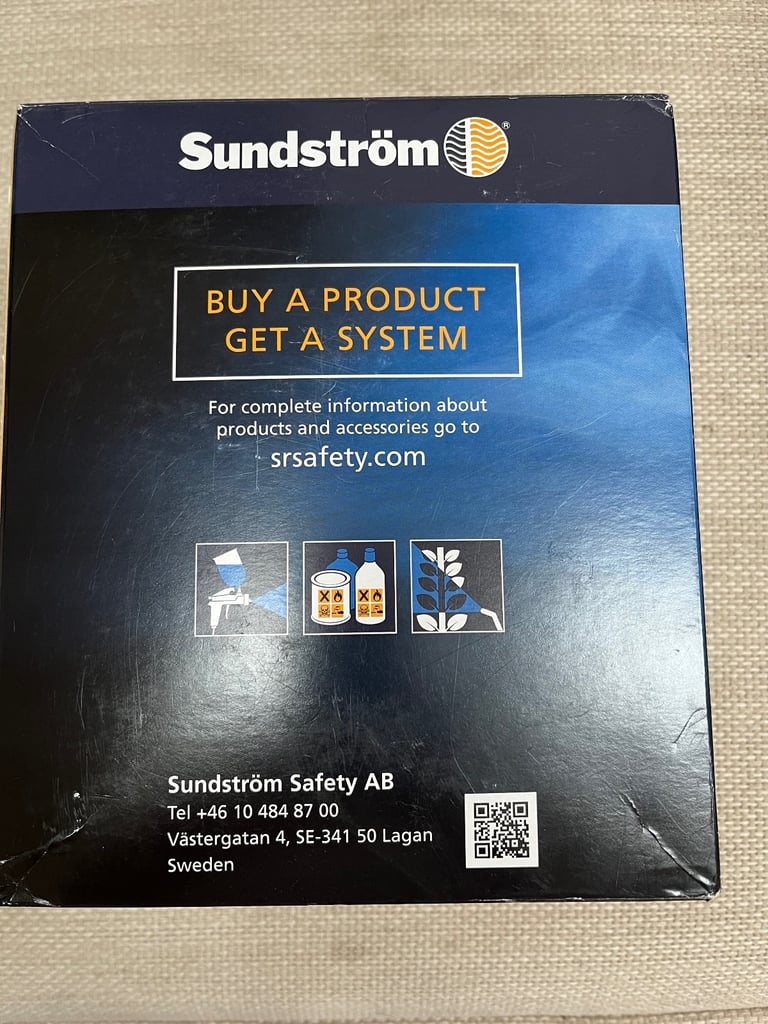 Sundström ®
BUY A PRODUCT
GET A SYSTEM
For complete information about
products and accessories go to
srsafety.com
Sundström Safety AB
Tel +46 10 484 87 00
Västergatan 4, SE-341 50 Lagan
Sweden